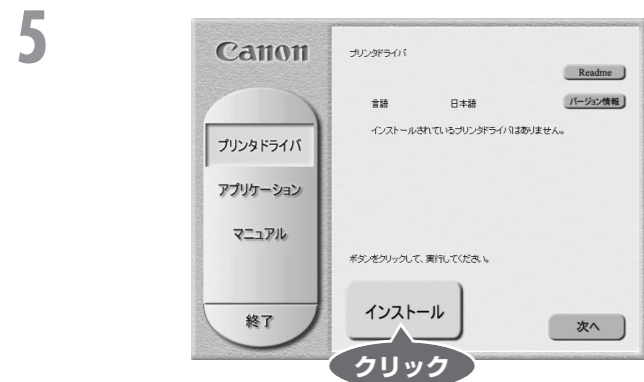 5
Canon
プリンタドライバ
Readme
言語 日本語 バージョン情報
インストールされているプリンタドライバはありません。
プリンタドライバ
アプリケーション
マニュアル
ボタンをクリックして、実行してください。
終了
インストール
次へ
クリック